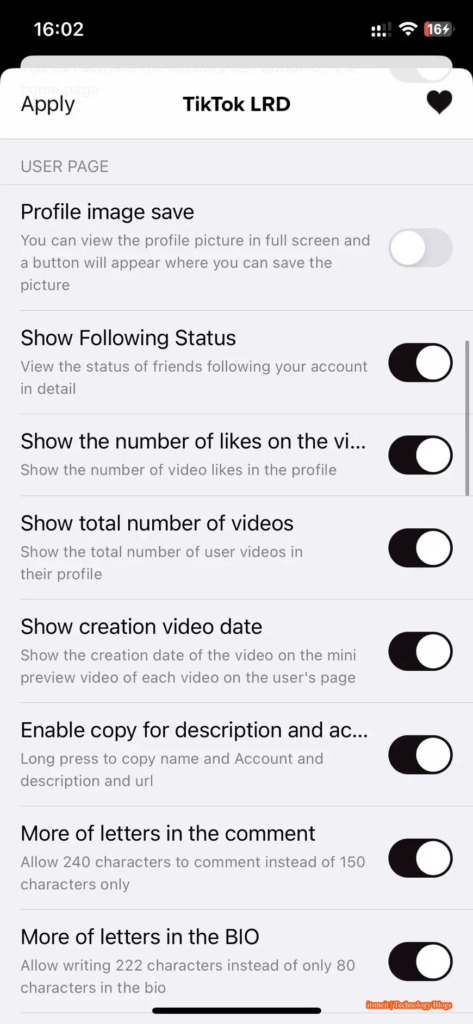 16:02
16
Apply
TikTok LRD
USER PAGE
Profile image save
You can view the profile picture in full screen and
a button will appear where you can save the
picture
Show Following Status
View the status of friends following your account
in detail
Show the number of likes on the vi...
Show the number of video likes in the profile
Show total number of videos
Show the total number of user videos in
their profile
Show creation video date
Show the creation date of the video on the mini
preview video of each video on the user's page
Enable copy for description and ac...
Long press to copy name and Account and
description and url
More of letters in the comment
Allow 240 characters to comment instead of 150
characters only
More of letters in the BIO
Allow writing 222 characters instead of only 80
characters in the bio
Technology Blogs